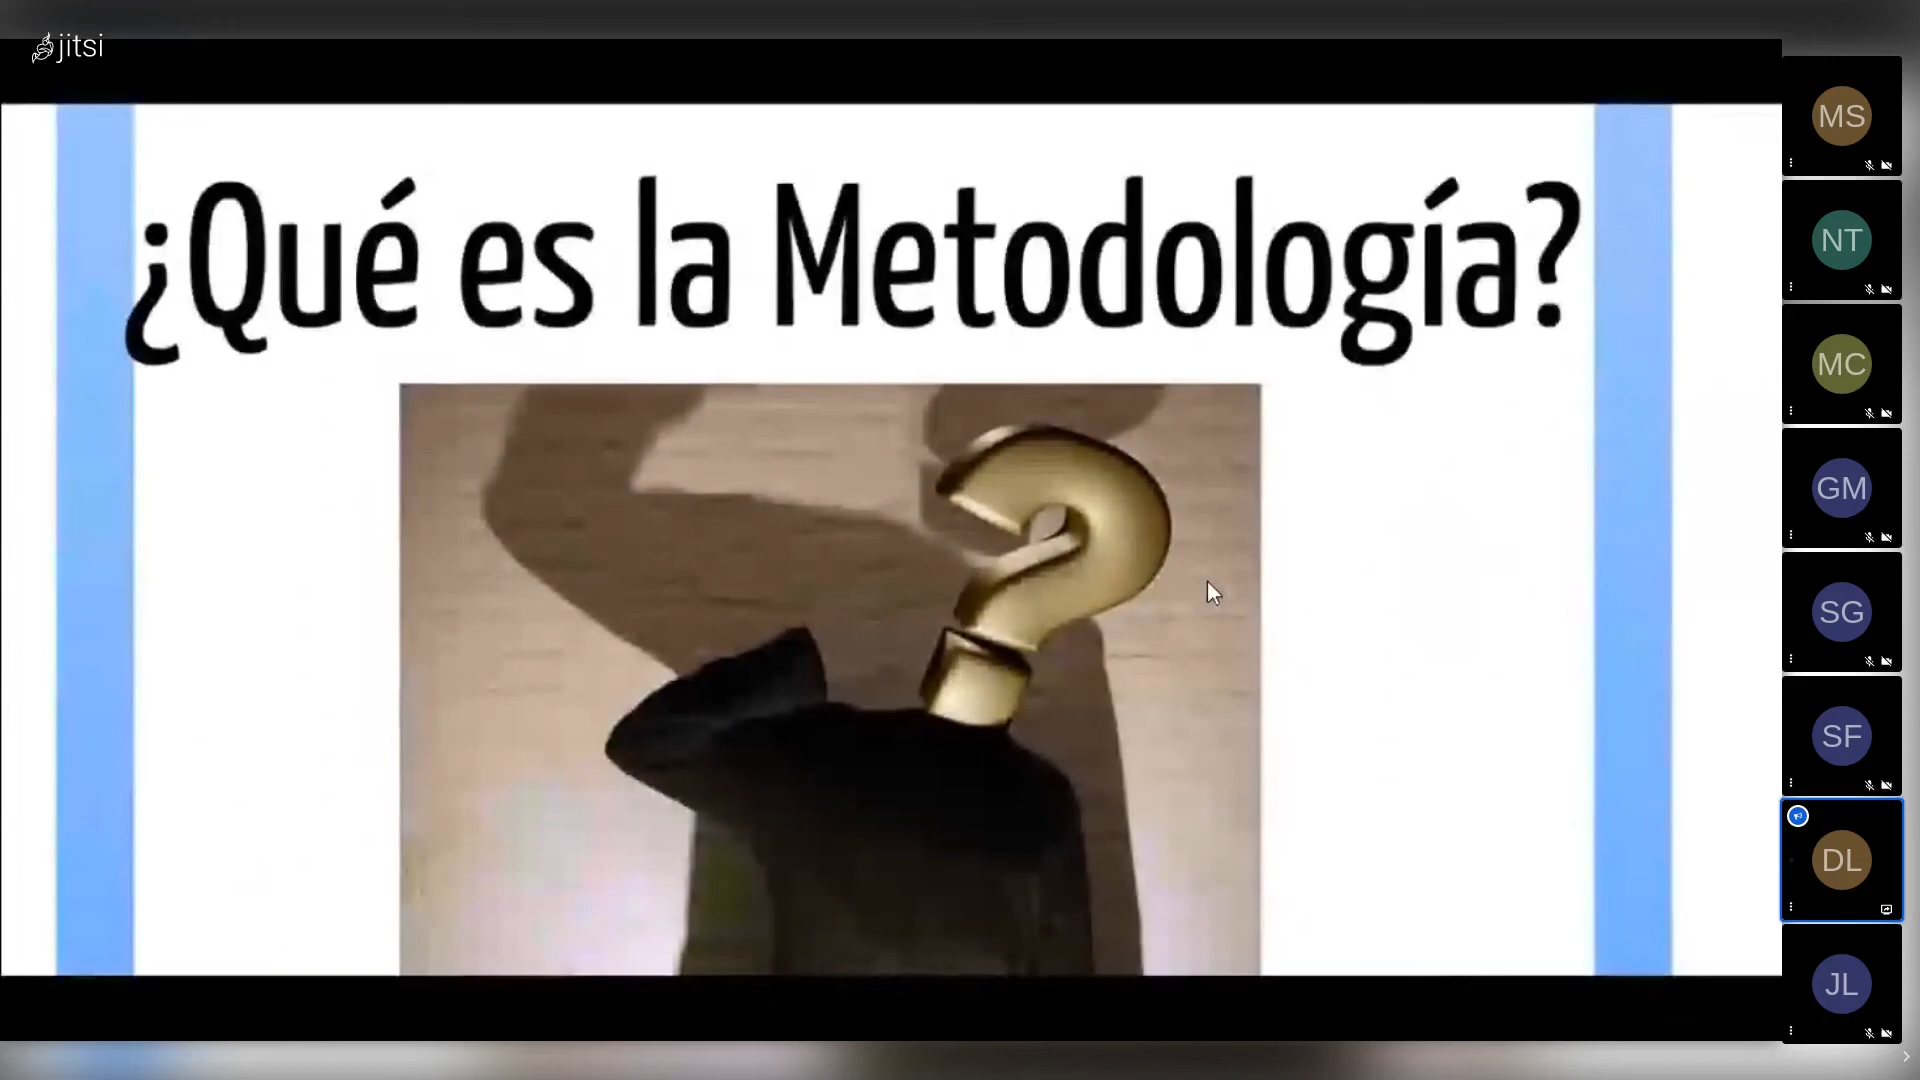 jitsi
¿Qué es la Metodología?
MS
NT
MC
GM
SG
SF
DL
JL